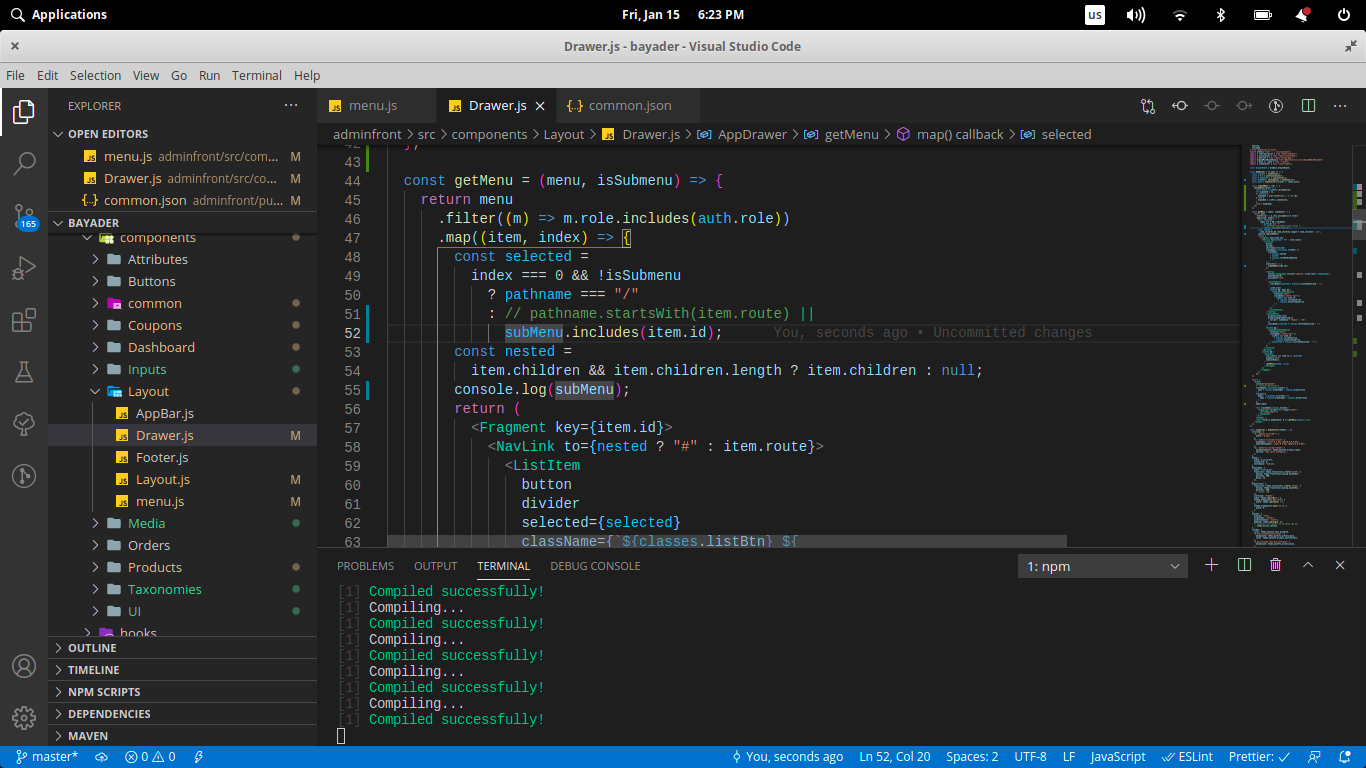 Applications
Fri, Jan 15 6:23 PM
us
Drawer.js - bayader - Visual Studio Code
File Edit Selection View Go Run Terminal Help
EXPLORER
OPEN EDITORS
menu.js adminfront/src/com... M
Drawer.js adminfront/src/co... M
common.json adminfront/pu... M
BAYADER
components
Attributes
Buttons
common
Coupons
Dashboard
Inputs
Layout
AppBar.js
Drawer.js M
Footer.js
Layout.js M
menu.js M
Media
Orders
Products
Taxonomies
UI
hooks
OUTLINE
TIMELINE
NPM SCRIPTS
DEPENDENCIES
MAVEN
165
menu.js Drawer.js common.json
adminfront > src > components > Layout > Drawer.js > AppDrawer > getMenu > map() callback > selected
42 };
43
44 const getMenu = (menu, isSubmenu) => {
45 return menu
46 .filter((m) => m.role.includes(auth.role))
47 .map((item, index) => {
48 const selected =
49 index === 0 && !isSubmenu
50 ? pathname === "/"
51 : // pathname.startsWith(item.route) ||
52 subMenu.includes(item.id); You, seconds ago • Uncommitted changes
53 const nested =
54 item.children && item.children.length ? item.children : null;
55 console.log(subMenu);
56 return (
57 <Fragment key={item.id}>
58 <NavLink to={nested ? "#" : item.route}>
59 <ListItem
60 button
61 divider
62 selected={selected}
63 className={`${classes.listBtn} ${
PROBLEMS OUTPUT TERMINAL DEBUG CONSOLE
1: npm
[1] Compiled successfully!
[1] Compiling...
[1] Compiled successfully!
[1] Compiling...
[1] Compiled successfully!
[1] Compiling...
[1] Compiled successfully!
[1] Compiling...
[1] Compiled successfully!
master* 0 0 You, seconds ago Ln 52, Col 20 Spaces: 2 UTF-8 LF JavaScript ESLint Prettier: ✓